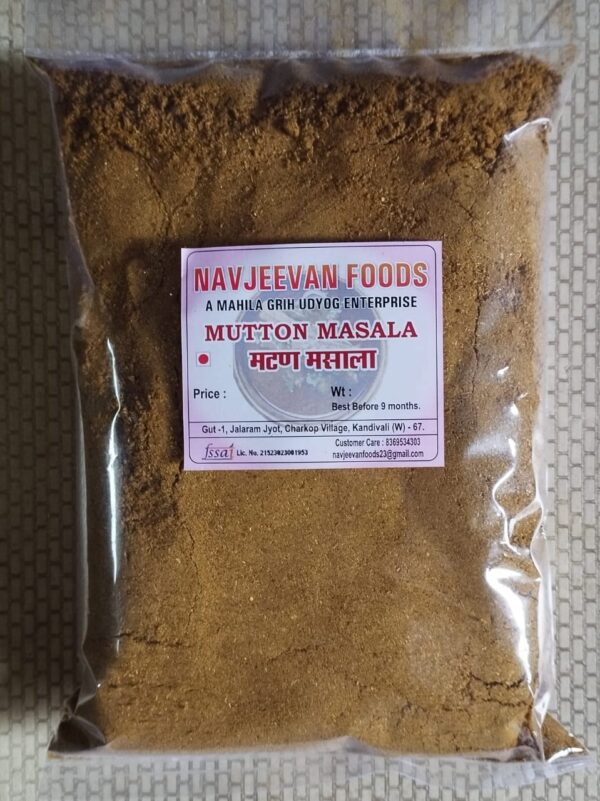 NAVJEEVAN FOODS
A MAHILA GRIH UDYOG ENTERPRISE
MUTTON MASALA
मटण मसाला
Price : Wt :
Best Before 9 months.
Gut -1, Jalaram Jyot, Charkop Village, Kandivali (W) - 67.
fssai Lic. No. 21523023001953
Customer Care : 8369534303
navjeevanfoods23@gmail.com